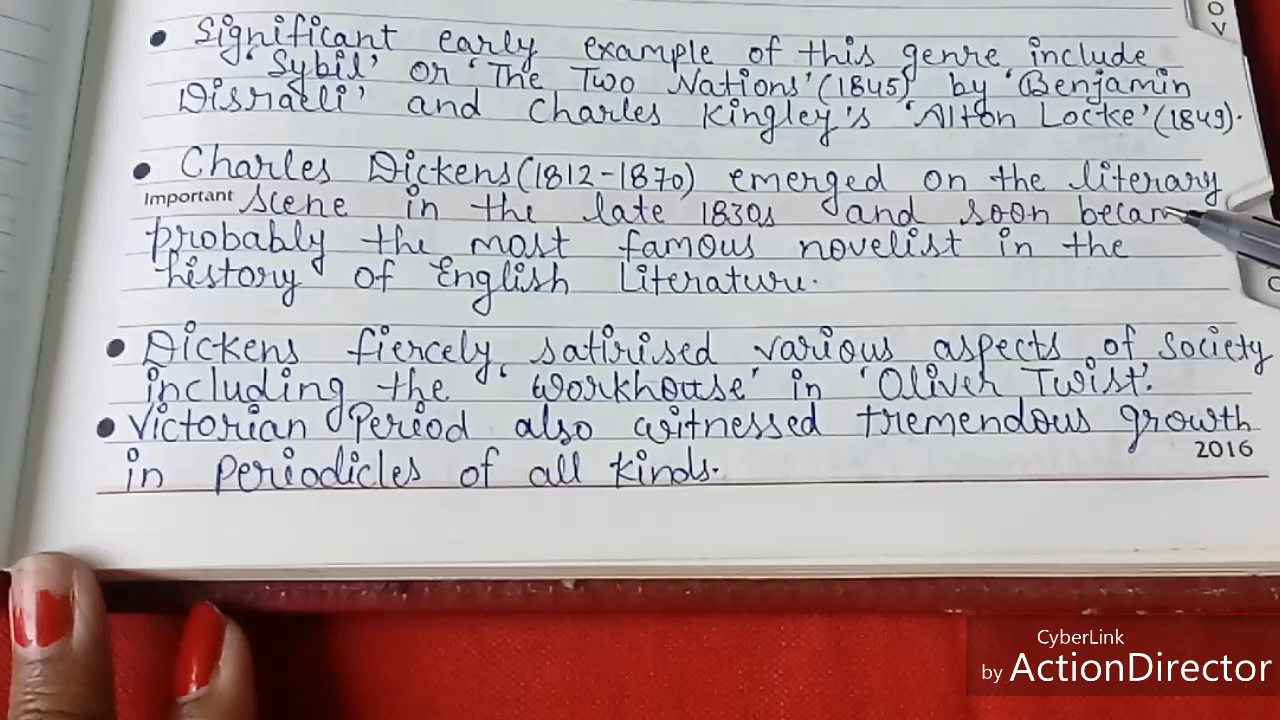 O
V
• Significant early example of this genre include
'Sybil' or 'The Two Nations' (1845) by 'Benjamin
Disraeli' and Charles Kingley's 'Alton Locke' (1849).
• Charles Dickens (1812-1870) emerged on the literary
Important scene in the late 1830s and soon becam
probably the most famous novelist in the
history of English Literature.
• Dickens fiercely satirised various aspects of Society
including the 'Workhouse' in 'Oliver Twist'.
• Victorian Period also witnessed tremendous growth
2016
in Periodicles of all kinds.
CyberLink
by ActionDirector